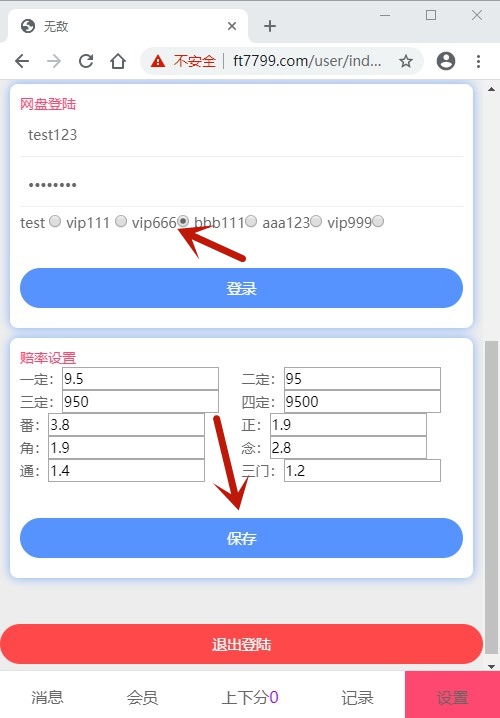 无敌
不安全 ft7799.com/user/ind...
网盘登陆
test123
••••••••
test vip111 vip666 bbb111 aaa123 vip999
登录
赔率设置
一定: 9.5 二定: 95
三定: 950 四定: 9500
番: 3.8 正: 1.9
角: 1.9 念: 2.8
通: 1.4 三门: 1.2
保存
退出登陆
消息 会员 上下分0 记录 设置